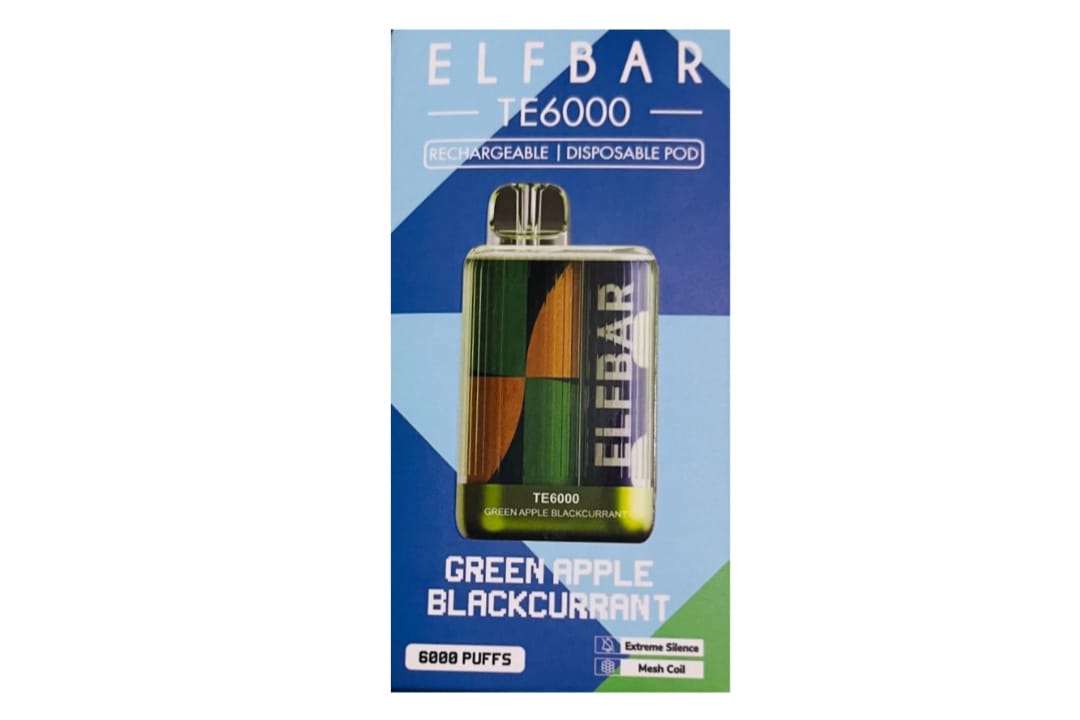 ELFBAR
TE6000
RECHARGEABLE | DISPOSABLE POD
ELFBAR
TE6000
GREEN APPLE BLACKCURRANT
GREEN APPLE
BLACKCURRANT
6000 PUFFS
Extreme Silence
Mesh Coil